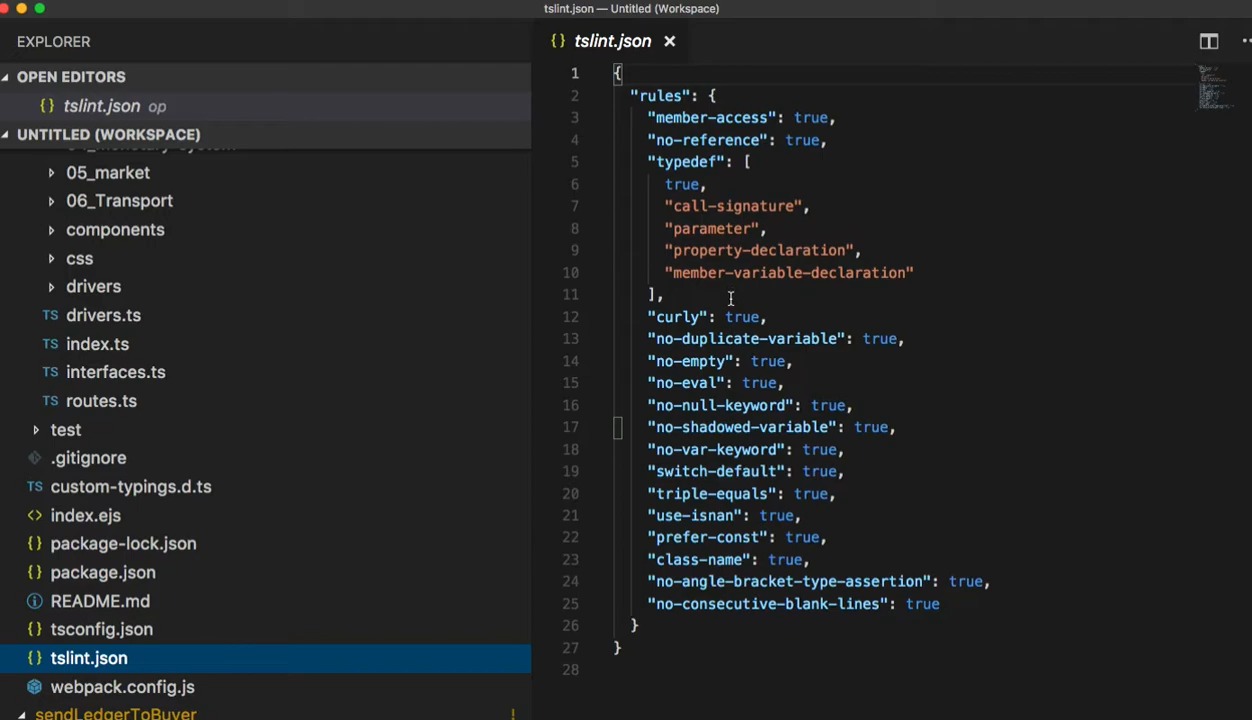 tslint.json — Untitled (Workspace)
EXPLORER
OPEN EDITORS
{} tslint.json op
UNTITLED (WORKSPACE)
05_market
06_Transport
components
css
drivers
TS drivers.ts
TS index.ts
TS interfaces.ts
TS routes.ts
test
.gitignore
TS custom-typings.d.ts
<> index.ejs
{} package-lock.json
{} package.json
README.md
{} tsconfig.json
{} tslint.json
webpack.config.js
sendLedgerToBuyer !
{} tslint.json ×
1 {
2 "rules": {
3 "member-access": true,
4 "no-reference": true,
5 "typedef": [
6 true,
7 "call-signature",
8 "parameter",
9 "property-declaration",
10 "member-variable-declaration"
11 ],
12 "curly": true,
13 "no-duplicate-variable": true,
14 "no-empty": true,
15 "no-eval": true,
16 "no-null-keyword": true,
17 "no-shadowed-variable": true,
18 "no-var-keyword": true,
19 "switch-default": true,
20 "triple-equals": true,
21 "use-isnan": true,
22 "prefer-const": true,
23 "class-name": true,
24 "no-angle-bracket-type-assertion": true,
25 "no-consecutive-blank-lines": true
26 }
27 }
28